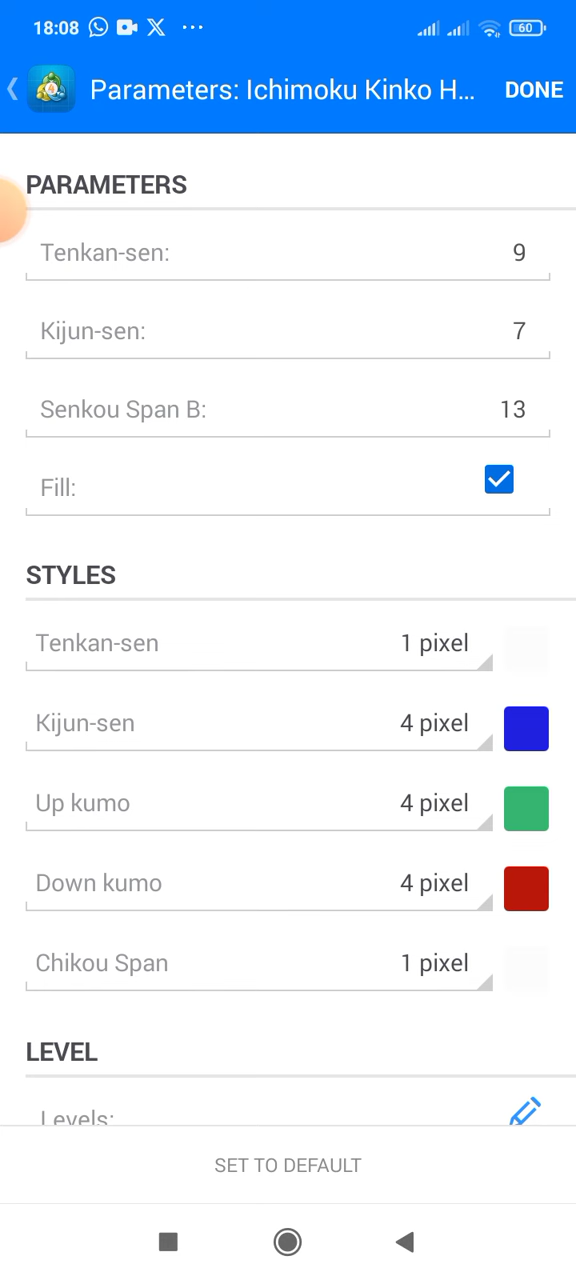 18:08
60
Parameters: Ichimoku Kinko H... DONE
PARAMETERS
Tenkan-sen: 9
Kijun-sen: 7
Senkou Span B: 13
Fill:
STYLES
Tenkan-sen 1 pixel
Kijun-sen 4 pixel
Up kumo 4 pixel
Down kumo 4 pixel
Chikou Span 1 pixel
LEVEL
Levels:
SET TO DEFAULT